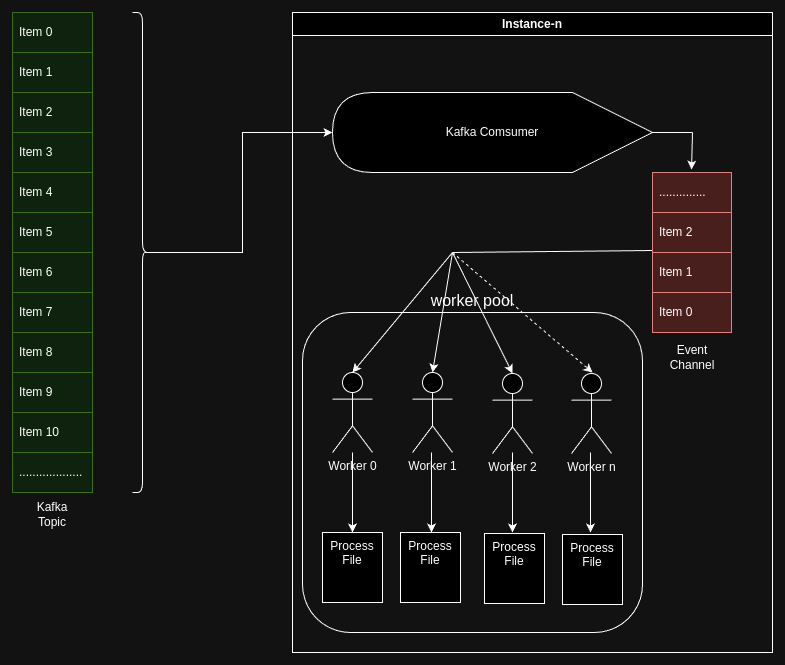 Item 0
Item 1
Item 2
Item 3
Item 4
Item 5
Item 6
Item 7
Item 8
Item 9
Item 10
...................
Kafka
Topic
Instance-n
Kafka Comsumer
..............
Item 2
Item 1
Item 0
Event
Channel
worker pool
Worker 0
Worker 1
Worker 2
Worker n
Process
File
Process
File
Process
File
Process
File